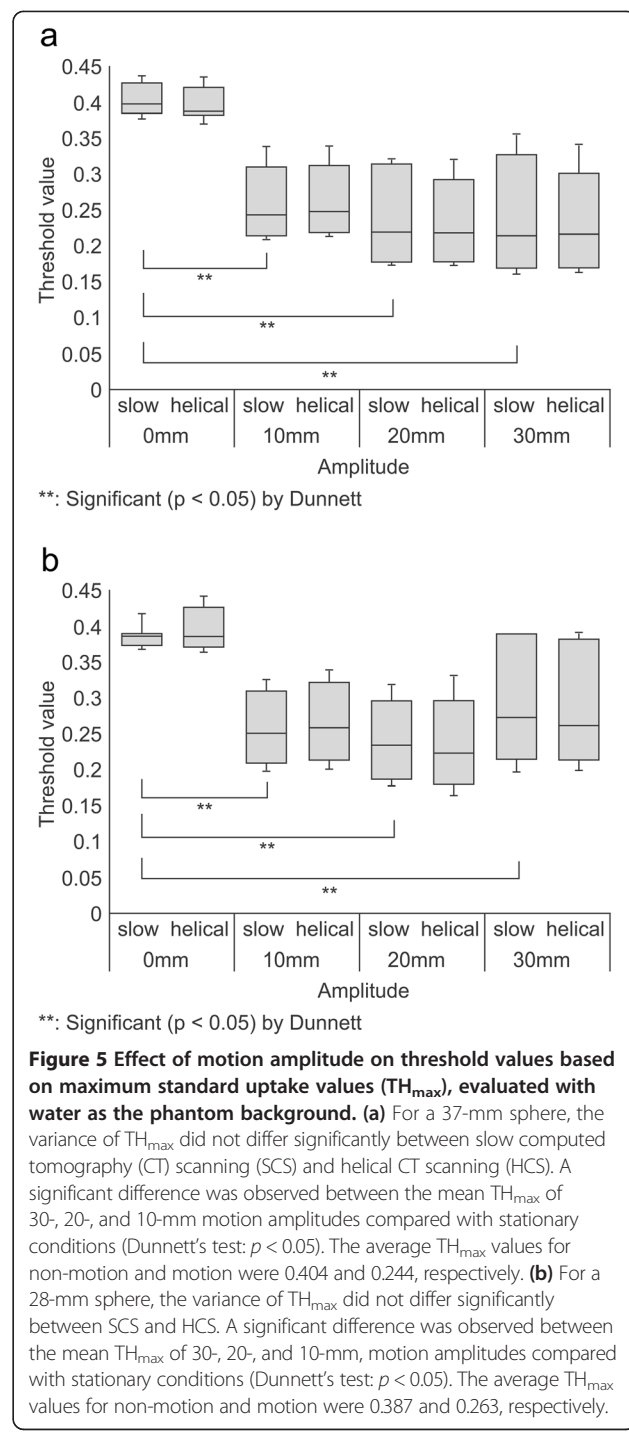 a
0.45
0.4
0.35
0.3
0.25
0.2
0.15
0.1
0.05
0
Threshold value
**
**
**
slow helical slow helical slow helical slow helical
0mm 10mm 20mm 30mm
Amplitude
**: Significant (p < 0.05) by Dunnett
b
0.45
0.4
0.35
0.3
0.25
0.2
0.15
0.1
0.05
0
Threshold value
**
**
**
slow helical slow helical slow helical slow helical
0mm 10mm 20mm 30mm
Amplitude
**: Significant (p < 0.05) by Dunnett
Figure 5 Effect of motion amplitude on threshold values based
on maximum standard uptake values (THmax), evaluated with
water as the phantom background. (a) For a 37-mm sphere, the
variance of THmax did not differ significantly between slow computed
tomography (CT) scanning (SCS) and helical CT scanning (HCS). A
significant difference was observed between the mean THmax of
30-, 20-, and 10-mm motion amplitudes compared with stationary
conditions (Dunnett's test: p < 0.05). The average THmax values for
non-motion and motion were 0.404 and 0.244, respectively. (b) For a
28-mm sphere, the variance of THmax did not differ significantly
between SCS and HCS. A significant difference was observed between
the mean THmax of 30-, 20-, and 10-mm, motion amplitudes compared
with stationary conditions (Dunnett's test: p < 0.05). The average THmax
values for non-motion and motion were 0.387 and 0.263, respectively.